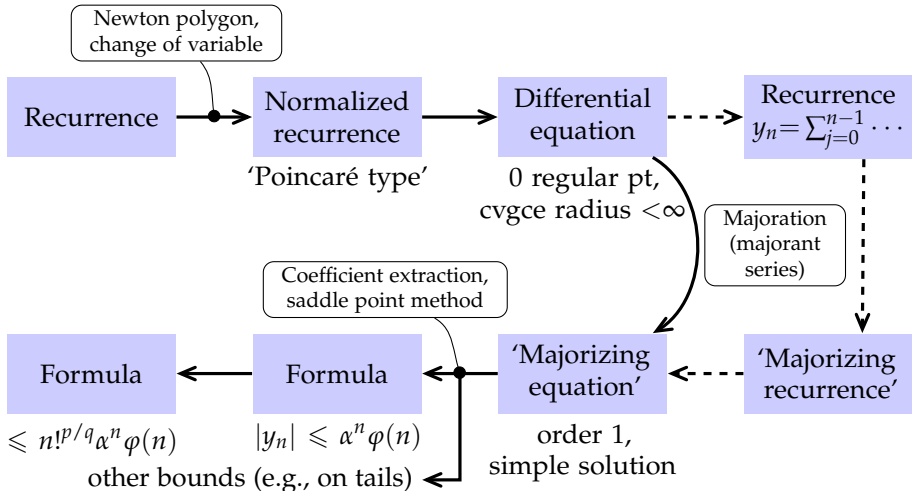 Newton polygon,
change of variable
Recurrence
Normalized
recurrence
Differential
equation
Recurrence
y_n = ∑_{j=0}^{n−1} ⋯
'Poincaré type'
0 regular pt,
cvgce radius <∞
Majoration
(majorant
series)
Coefficient extraction,
saddle point method
Formula
Formula
'Majorizing
equation'
'Majorizing
recurrence'
⩽ n!^{p/q} α^n φ(n)
|y_n| ⩽ α^n φ(n)
order 1,
simple solution
other bounds (e.g., on tails)